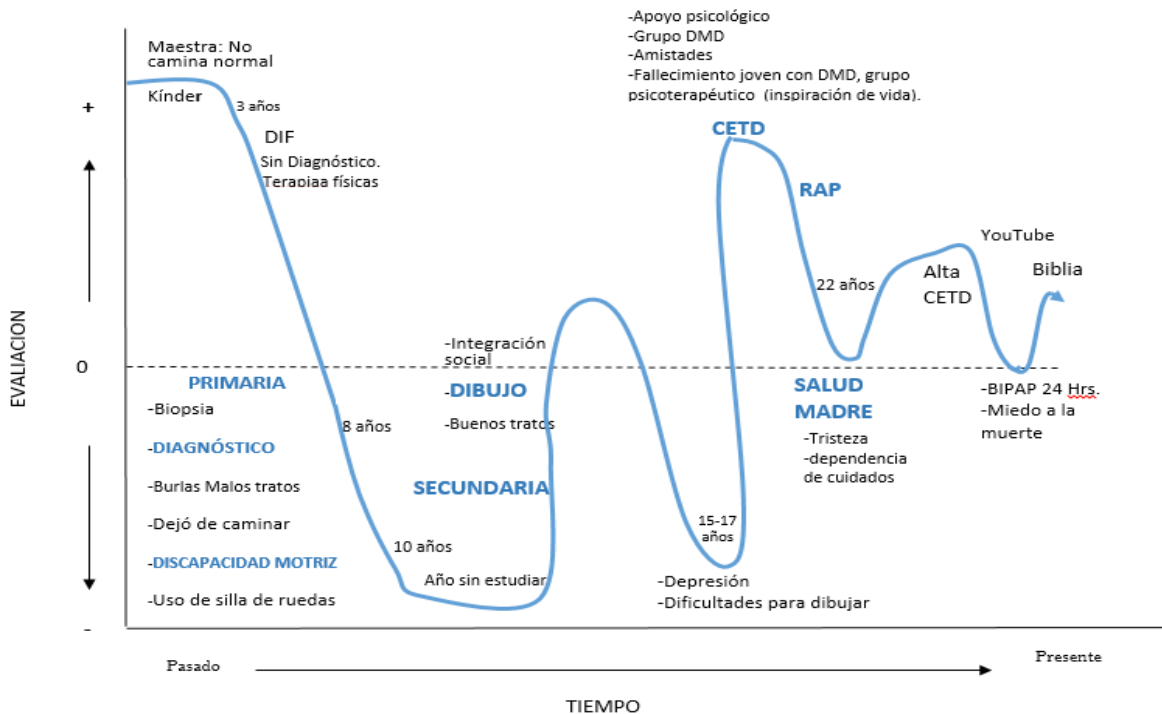 -Apoyo psicológico
-Grupo DMD
-Amistades
-Fallecimiento joven con DMD, grupo
psicoterapéutico (inspiración de vida).
Maestra: No
camina normal
Kínder
3 años
+
DIF
Sin Diagnóstico.
Terapiaa físicas
CETD
RAP
YouTube
Biblia
22 años
Alta
CETD
EVALIACION
0
-Integración
social
-DIBUJO
-Buenos tratos
SECUNDARIA
PRIMARIA
-Biopsia
8 años
-DIAGNÓSTICO
-Burlas Malos tratos
-Dejó de caminar
-DISCAPACIDAD MOTRIZ
-Uso de silla de ruedas
10 años
Año sin estudiar
15-17
años
-Depresión
-Dificultades para dibujar
SALUD
MADRE
-Tristeza
-dependencia
de cuidados
-BIPAP 24 Hrs.
-Miedo a la
muerte
-
Pasado
Presente
TIEMPO